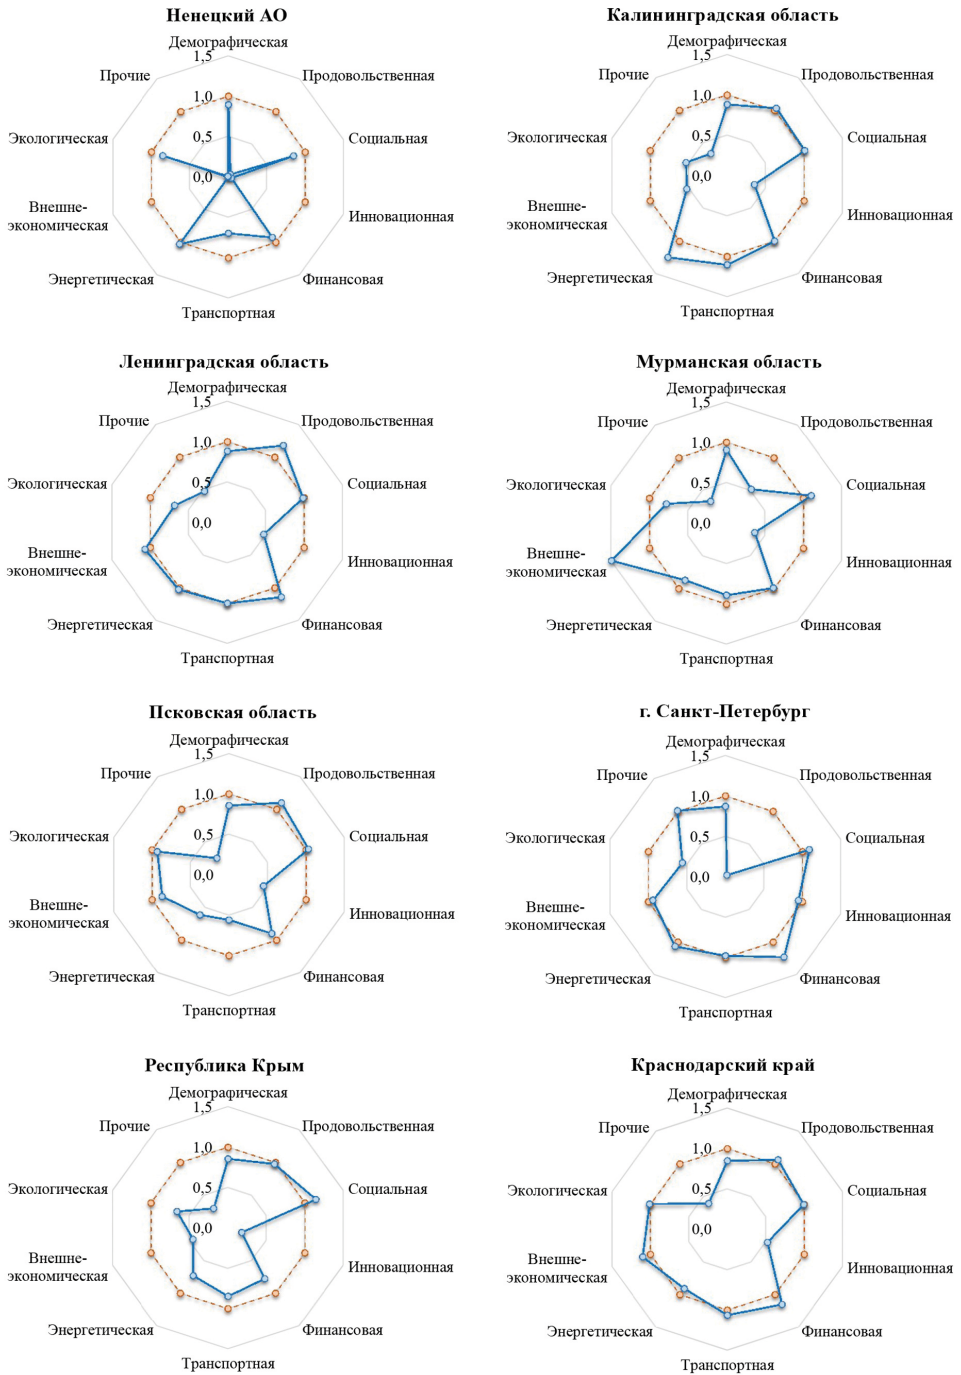 Ненецкий АО
Демографическая
1,5
Прочие
Продовольственная
1,0
Экологическая
Социальная
0,5
0,0
Внешне-
экономическая
Инновационная
Энергетическая
Финансовая
Транспортная
Калининградская область
Демографическая
1,5
Прочие
Продовольственная
1,0
Экологическая
Социальная
0,5
0,0
Внешне-
экономическая
Инновационная
Энергетическая
Финансовая
Транспортная
Ленинградская область
Демографическая
1,5
Прочие
Продовольственная
1,0
Экологическая
Социальная
0,5
0,0
Внешне-
экономическая
Инновационная
Энергетическая
Финансовая
Транспортная
Мурманская область
Демографическая
1,5
Прочие
Продовольственная
1,0
Экологическая
Социальная
0,5
0,0
Внешне-
экономическая
Инновационная
Энергетическая
Финансовая
Транспортная
Псковская область
Демографическая
1,5
Прочие
Продовольственная
1,0
Экологическая
Социальная
0,5
0,0
Внешне-
экономическая
Инновационная
Энергетическая
Финансовая
Транспортная
г. Санкт-Петербург
Демографическая
1,5
Прочие
Продовольственная
1,0
Экологическая
Социальная
0,5
0,0
Внешне-
экономическая
Инновационная
Энергетическая
Финансовая
Транспортная
Республика Крым
Демографическая
1,5
Прочие
Продовольственная
1,0
Экологическая
Социальная
0,5
0,0
Внешне-
экономическая
Инновационная
Энергетическая
Финансовая
Транспортная
Краснодарский край
Демографическая
1,5
Прочие
Продовольственная
1,0
Экологическая
Социальная
0,5
0,0
Внешне-
экономическая
Инновационная
Энергетическая
Финансовая
Транспортная